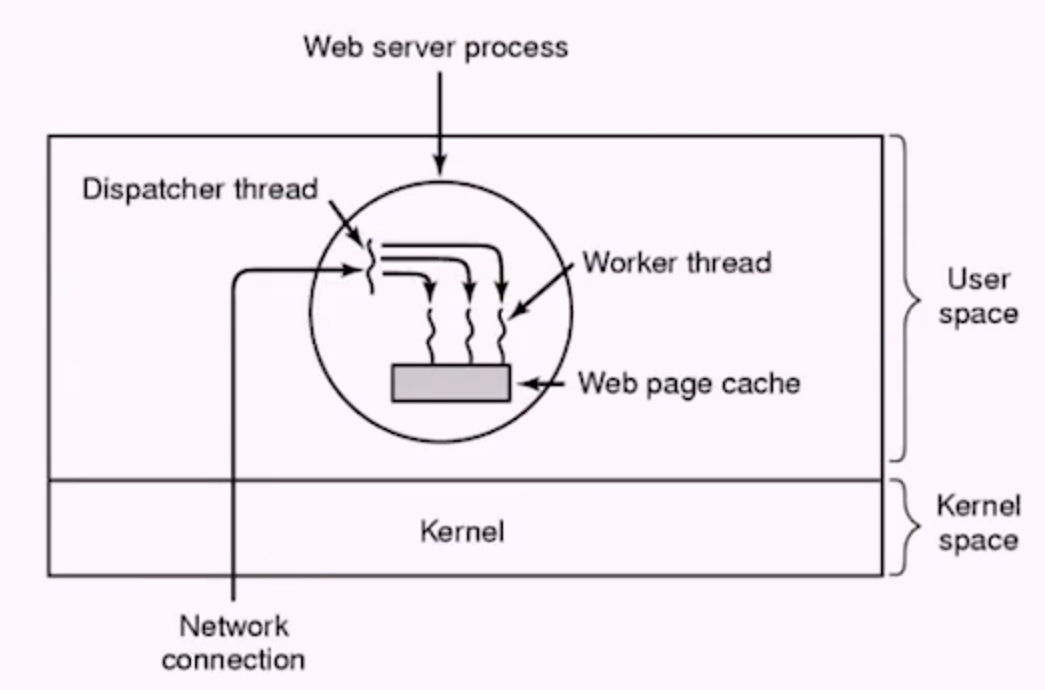 Web server process
Dispatcher thread
Worker thread
User
space
Web page cache
Kernel
Kernel
space
Network
connection